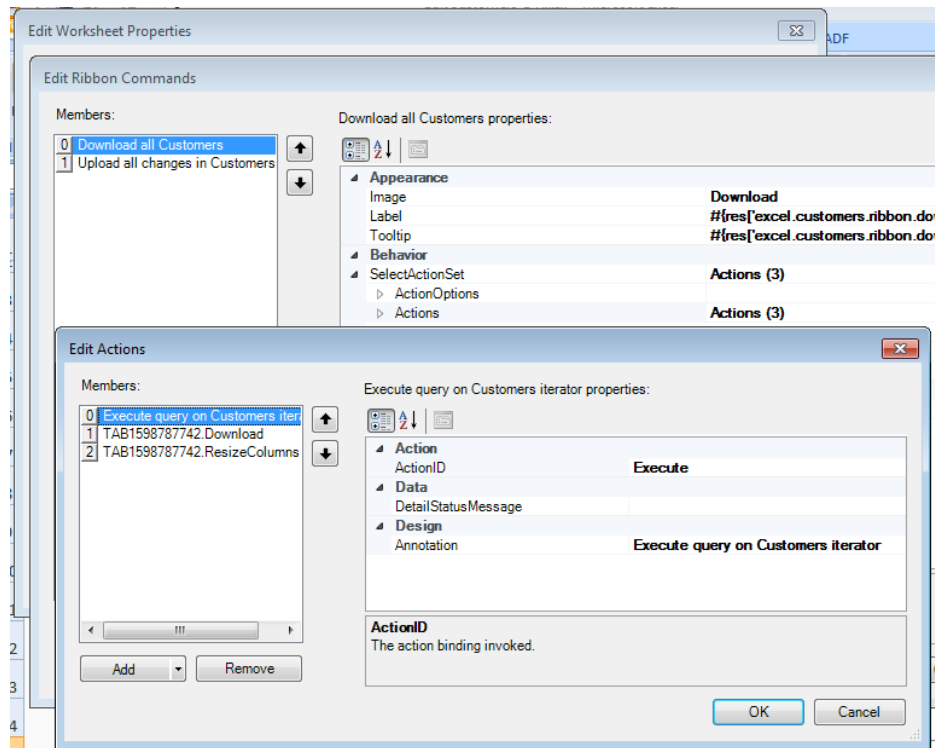 Edit Worksheet Properties
ADF
Edit Ribbon Commands
Members:
Download all Customers properties:
0 Download all Customers
1 Upload all changes in Customers
Appearance
Image Download
Label #{res['excel.customers.ribbon.do
Tooltip #{res['excel.customers.ribbon.do
Behavior
SelectActionSet Actions (3)
ActionOptions
Actions Actions (3)
Edit Actions
Members:
Execute query on Customers iterator properties:
0 Execute query on Customers itera
1 TAB1598787742.Download
2 TAB1598787742.ResizeColumns
Action
ActionID Execute
Data
DetailStatusMessage
Design
Annotation Execute query on Customers iterator
ActionID
The action binding invoked.
Add Remove
OK Cancel
2
3
4